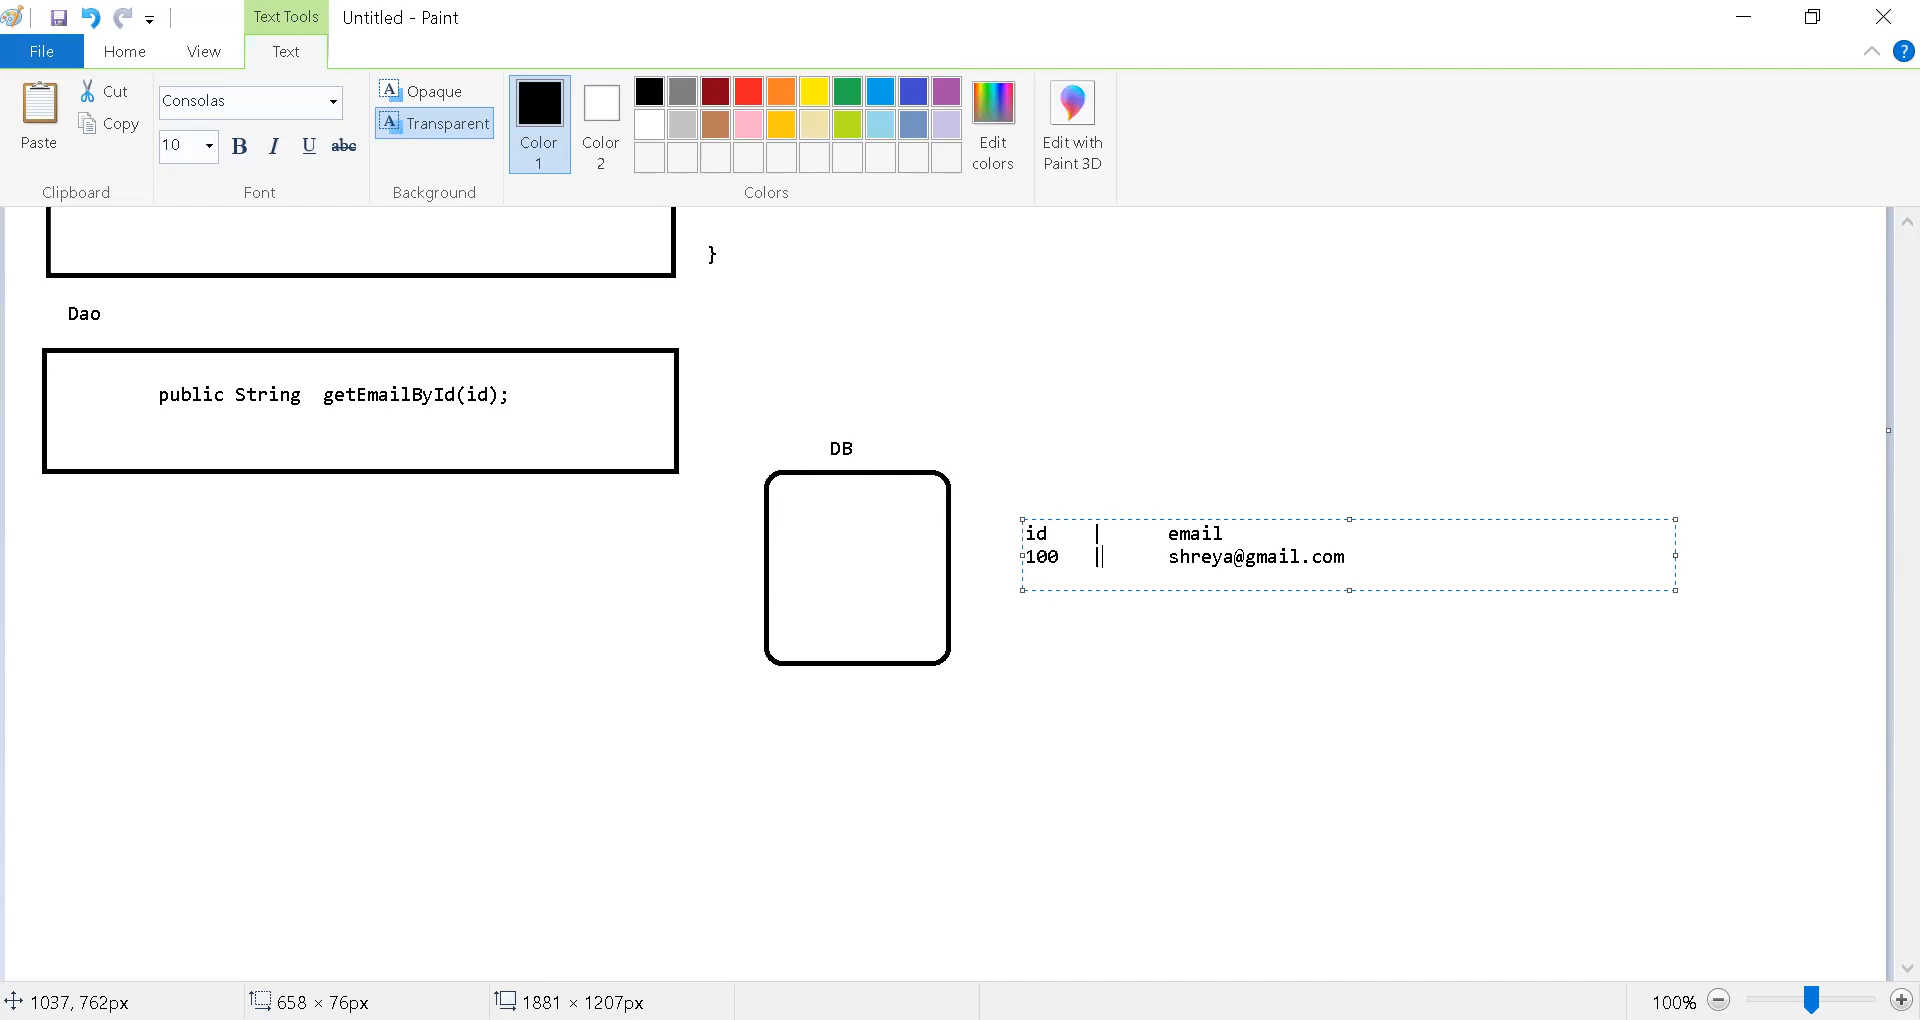 Text Tools
Untitled - Paint
File
Home
View
Text
Paste
Cut
Copy
Clipboard
Consolas
10
B
I
U
abc
Font
A Opaque
A Transparent
Background
Color 1
Color 2
Edit colors
Colors
Edit with Paint 3D
?
}
Dao
public String  getEmailById(id);
DB
id | email
100 | shreya@gmail.com
1037, 762px
658 × 76px
1881 × 1207px
100%